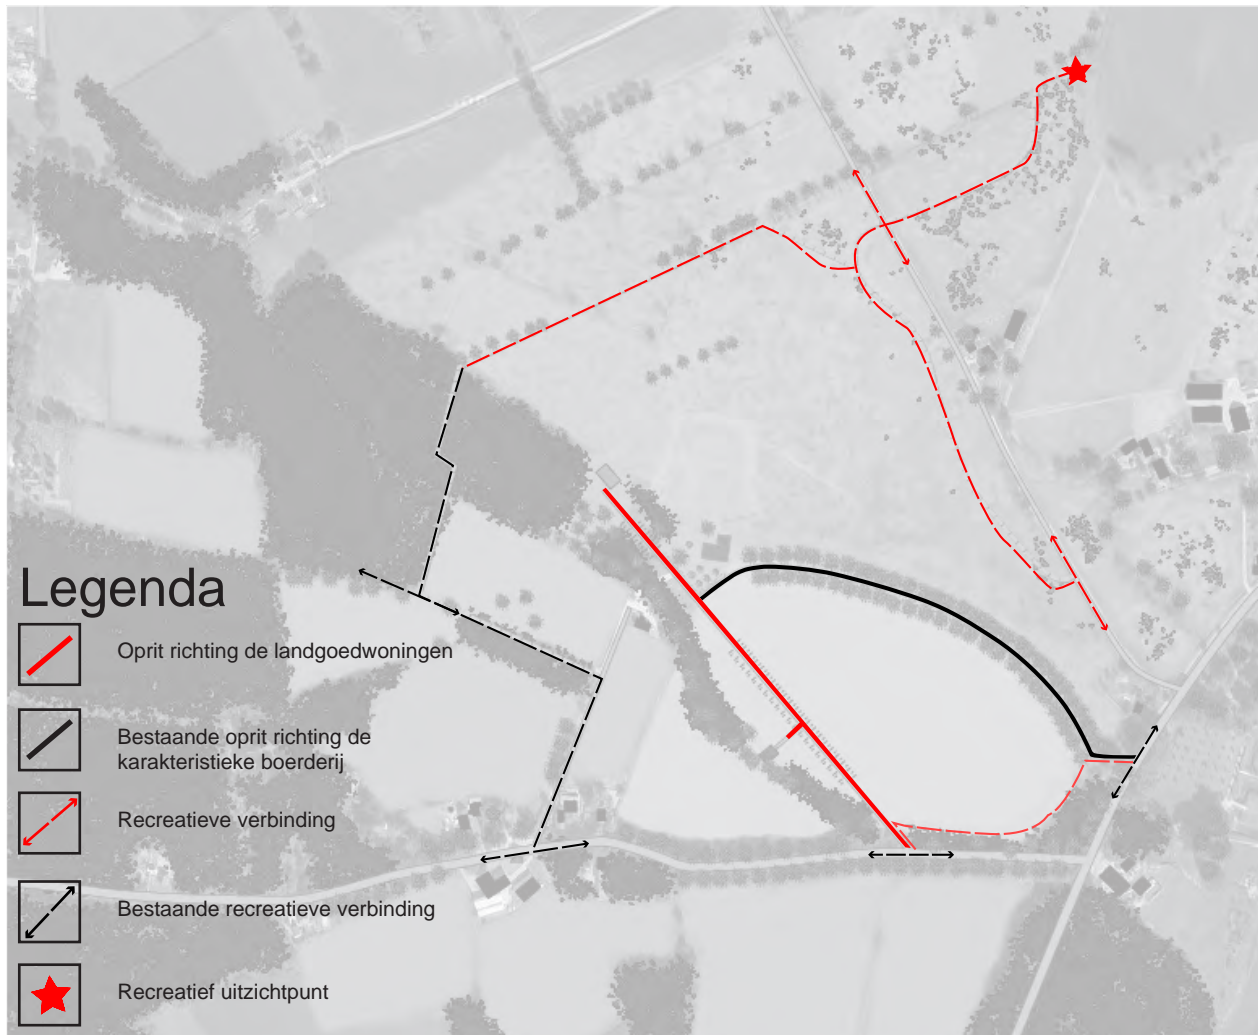 Legenda
Oprit richting de landgoedwoningen
Bestaande oprit richting de
karakteristieke boerderij
Recreatieve verbinding
Bestaande recreatieve verbinding
Recreatief uitzichtpunt